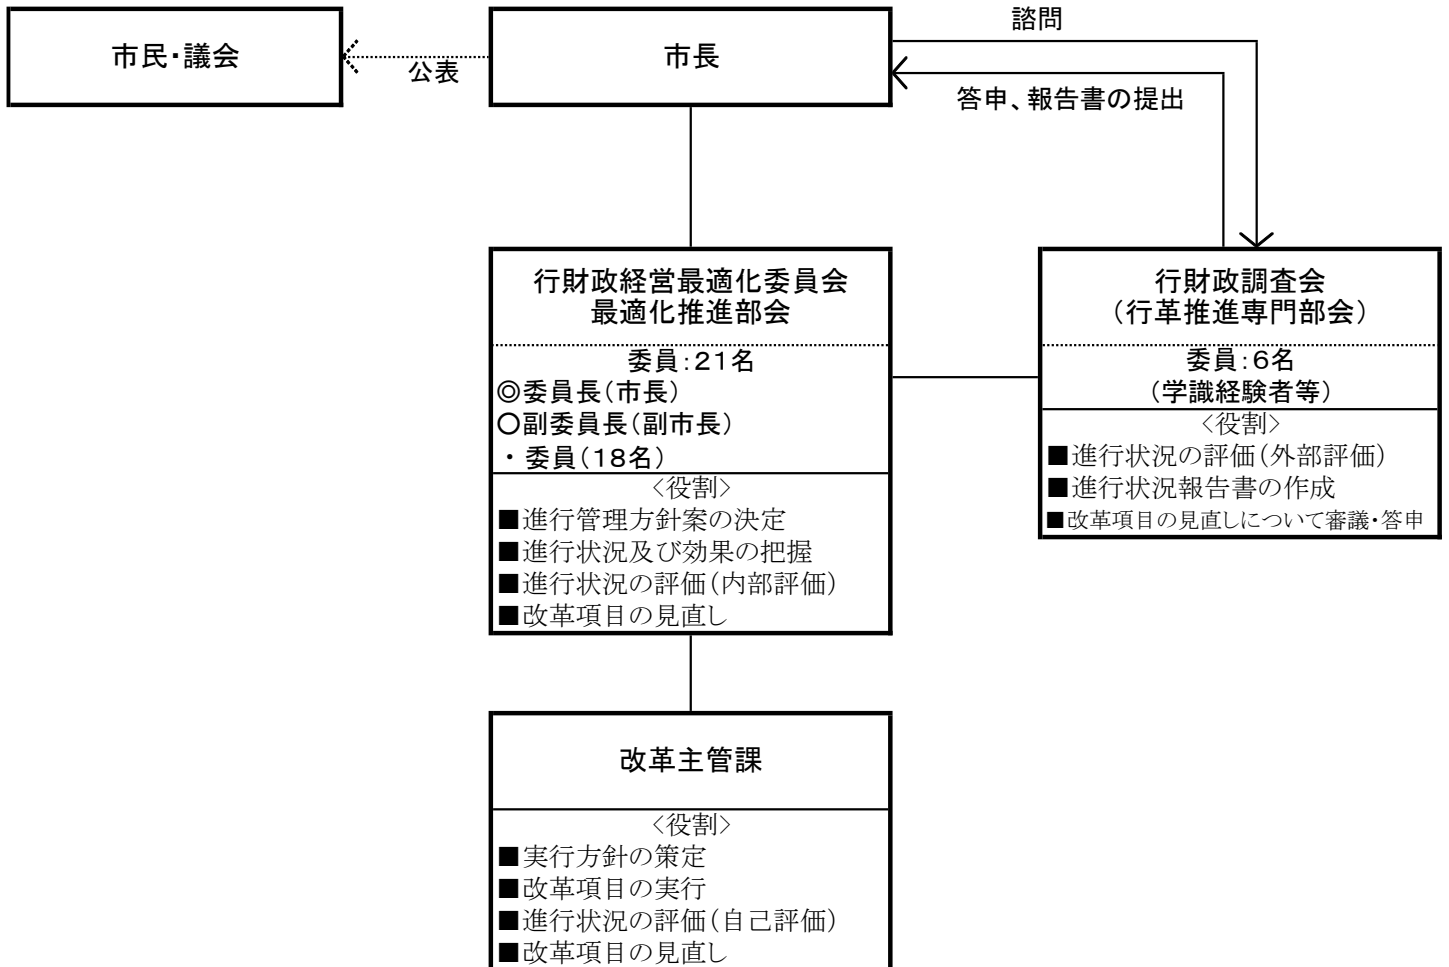 市民・議会
公表
市長
諮問
答申、報告書の提出
行財政経営最適化委員会
最適化推進部会
委員:21名
◎委員長(市長)
○副委員長(副市長)
・ 委員(18名)
<役割>
■進行管理方針案の決定
■進行状況及び効果の把握
■進行状況の評価(内部評価)
■改革項目の見直し
行財政調査会
(行革推進専門部会)
委員:6名
(学識経験者等)
<役割>
■進行状況の評価(外部評価)
■進行状況報告書の作成
■改革項目の見直しについて審議・答申
改革主管課
<役割>
■実行方針の策定
■改革項目の実行
■進行状況の評価(自己評価)
■改革項目の見直し